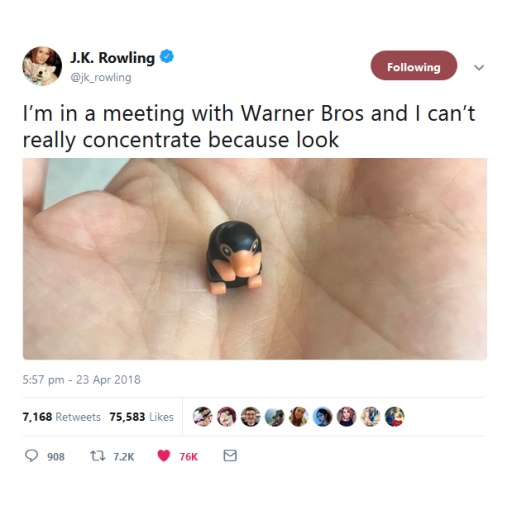 J.K. Rowling
@jk_rowling
Following
I’m in a meeting with Warner Bros and I can’t
really concentrate because look
5:57 pm - 23 Apr 2018
7,168 Retweets 75,583 Likes
908 7.2K 76K